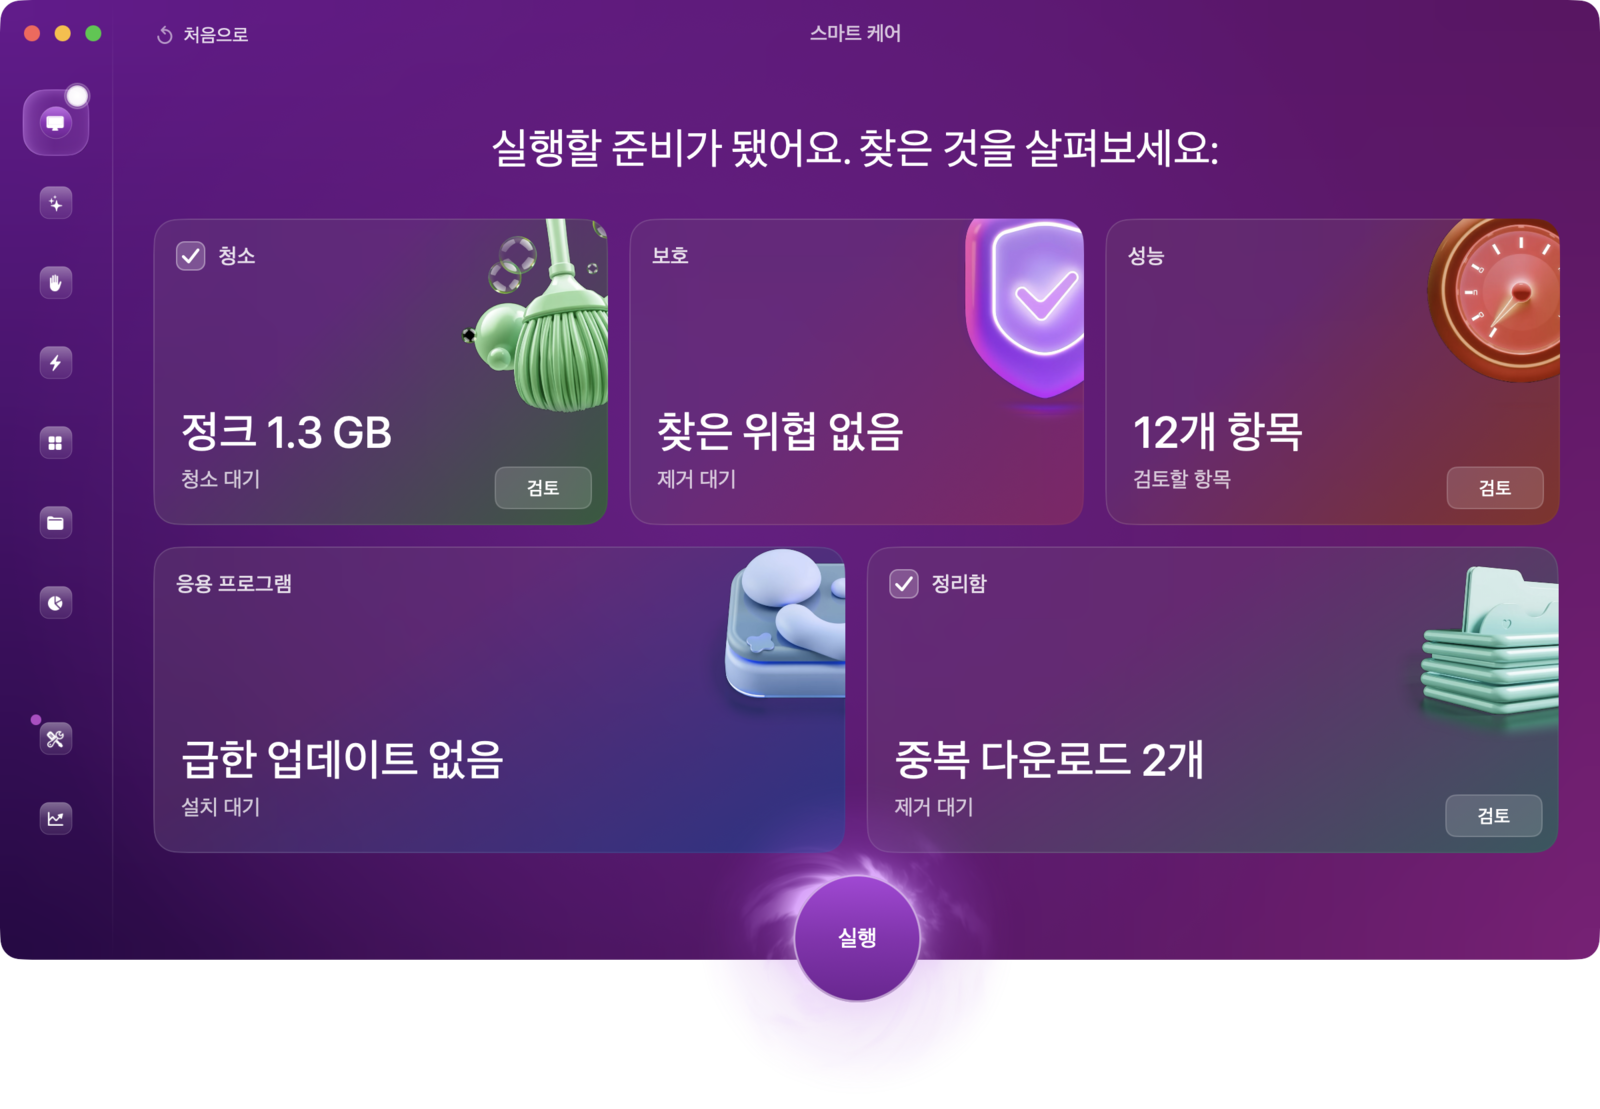 처음으로
스마트 케어
실행할 준비가 됐어요. 찾은 것을 살펴보세요:
청소
정크 1.3 GB
청소 대기
검토
보호
찾은 위협 없음
제거 대기
성능
12개 항목
검토할 항목
검토
응용 프로그램
급한 업데이트 없음
설치 대기
정리함
중복 다운로드 2개
제거 대기
검토
실행